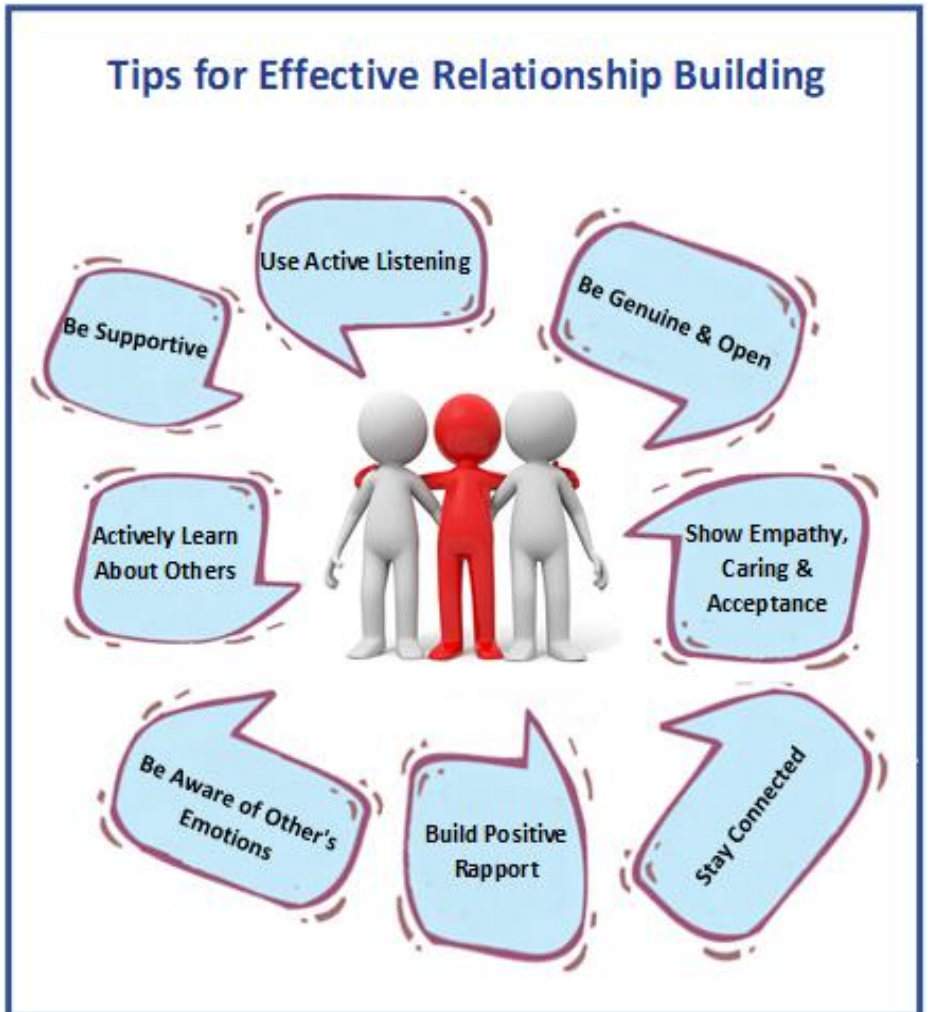 Tips for Effective Relationship Building
Use Active Listening
Be Genuine & Open
Be Supportive
Actively Learn
About Others
Show Empathy,
Caring &
Acceptance
Be Aware of Other's
Emotions
Build Positive
Rapport
Stay Connected